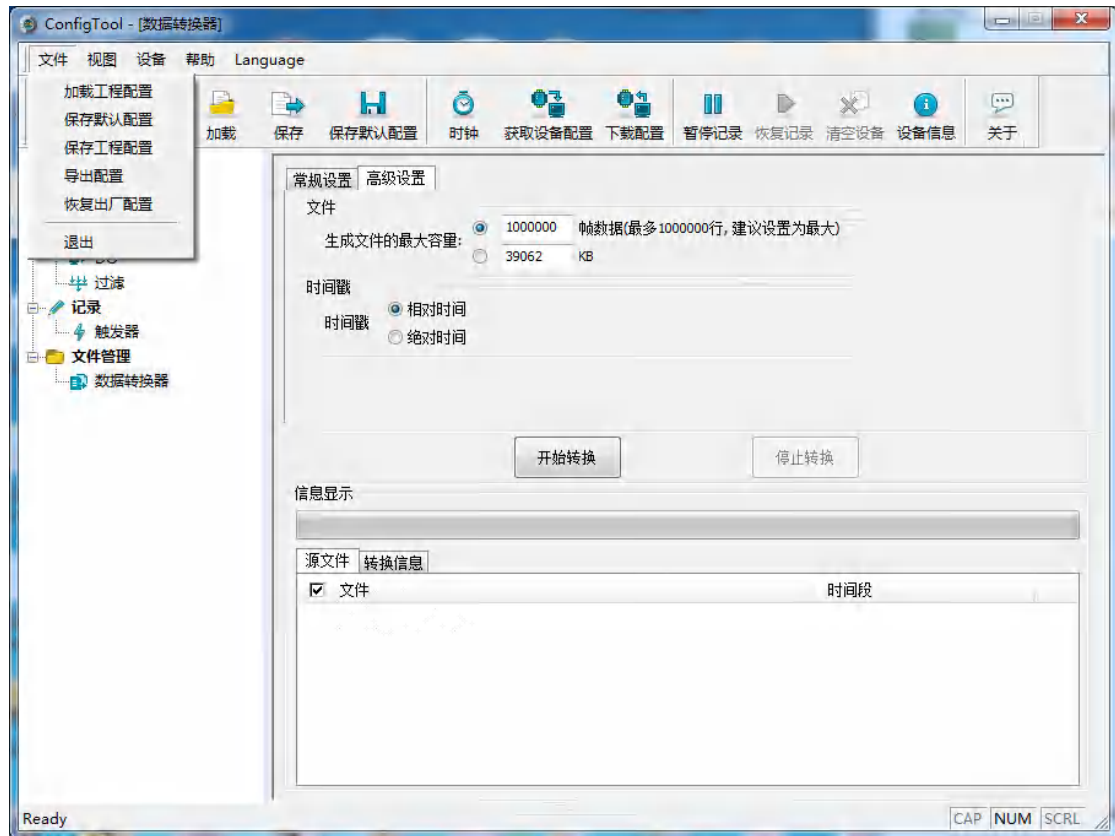 ConfigTool - [数据转换器]
文件 视图 设备 帮助 Language
加载工程配置
保存默认配置
保存工程配置
导出配置
恢复出厂配置
退出
加载 保存 保存默认配置 时钟 获取设备配置 下载配置 暂停记录 恢复记录 清空设备 设备信息 关于
过滤
记录
触发器
文件管理
数据转换器
常规设置 高级设置
文件
生成文件的最大容量: 1000000 帧数据(最多1000000行, 建议设置为最大)
39062 KB
时间戳
时间戳 相对时间
绝对时间
开始转换 停止转换
信息显示
源文件 转换信息
文件 时间段
Ready CAP NUM SCRL